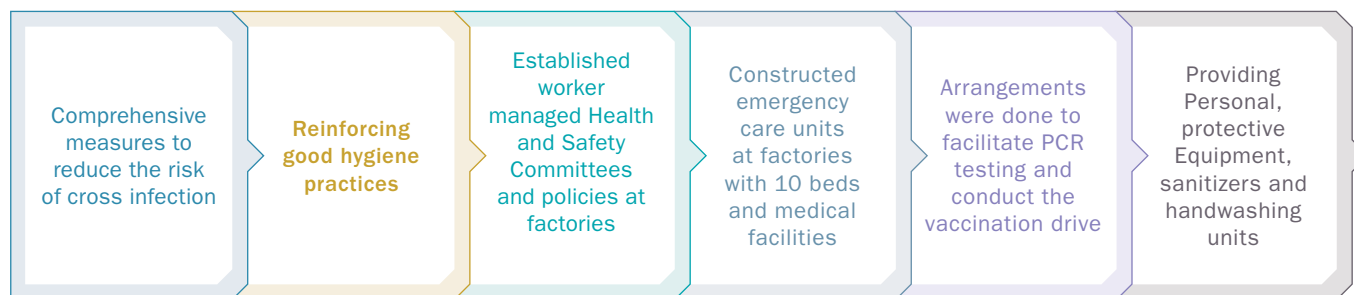 Comprehensive
measures to
reduce the risk
of cross infection
Reinforcing
good hygiene
practices
Established
worker
managed Health
and Safety
Committees
and policies at
factories
Constructed
emergency
care units
at factories
with 10 beds
and medical
facilities
Arrangements
were done to
facilitate PCR
testing and
conduct the
vaccination drive
Providing
Personal,
protective
Equipment,
sanitizers and
handwashing
units